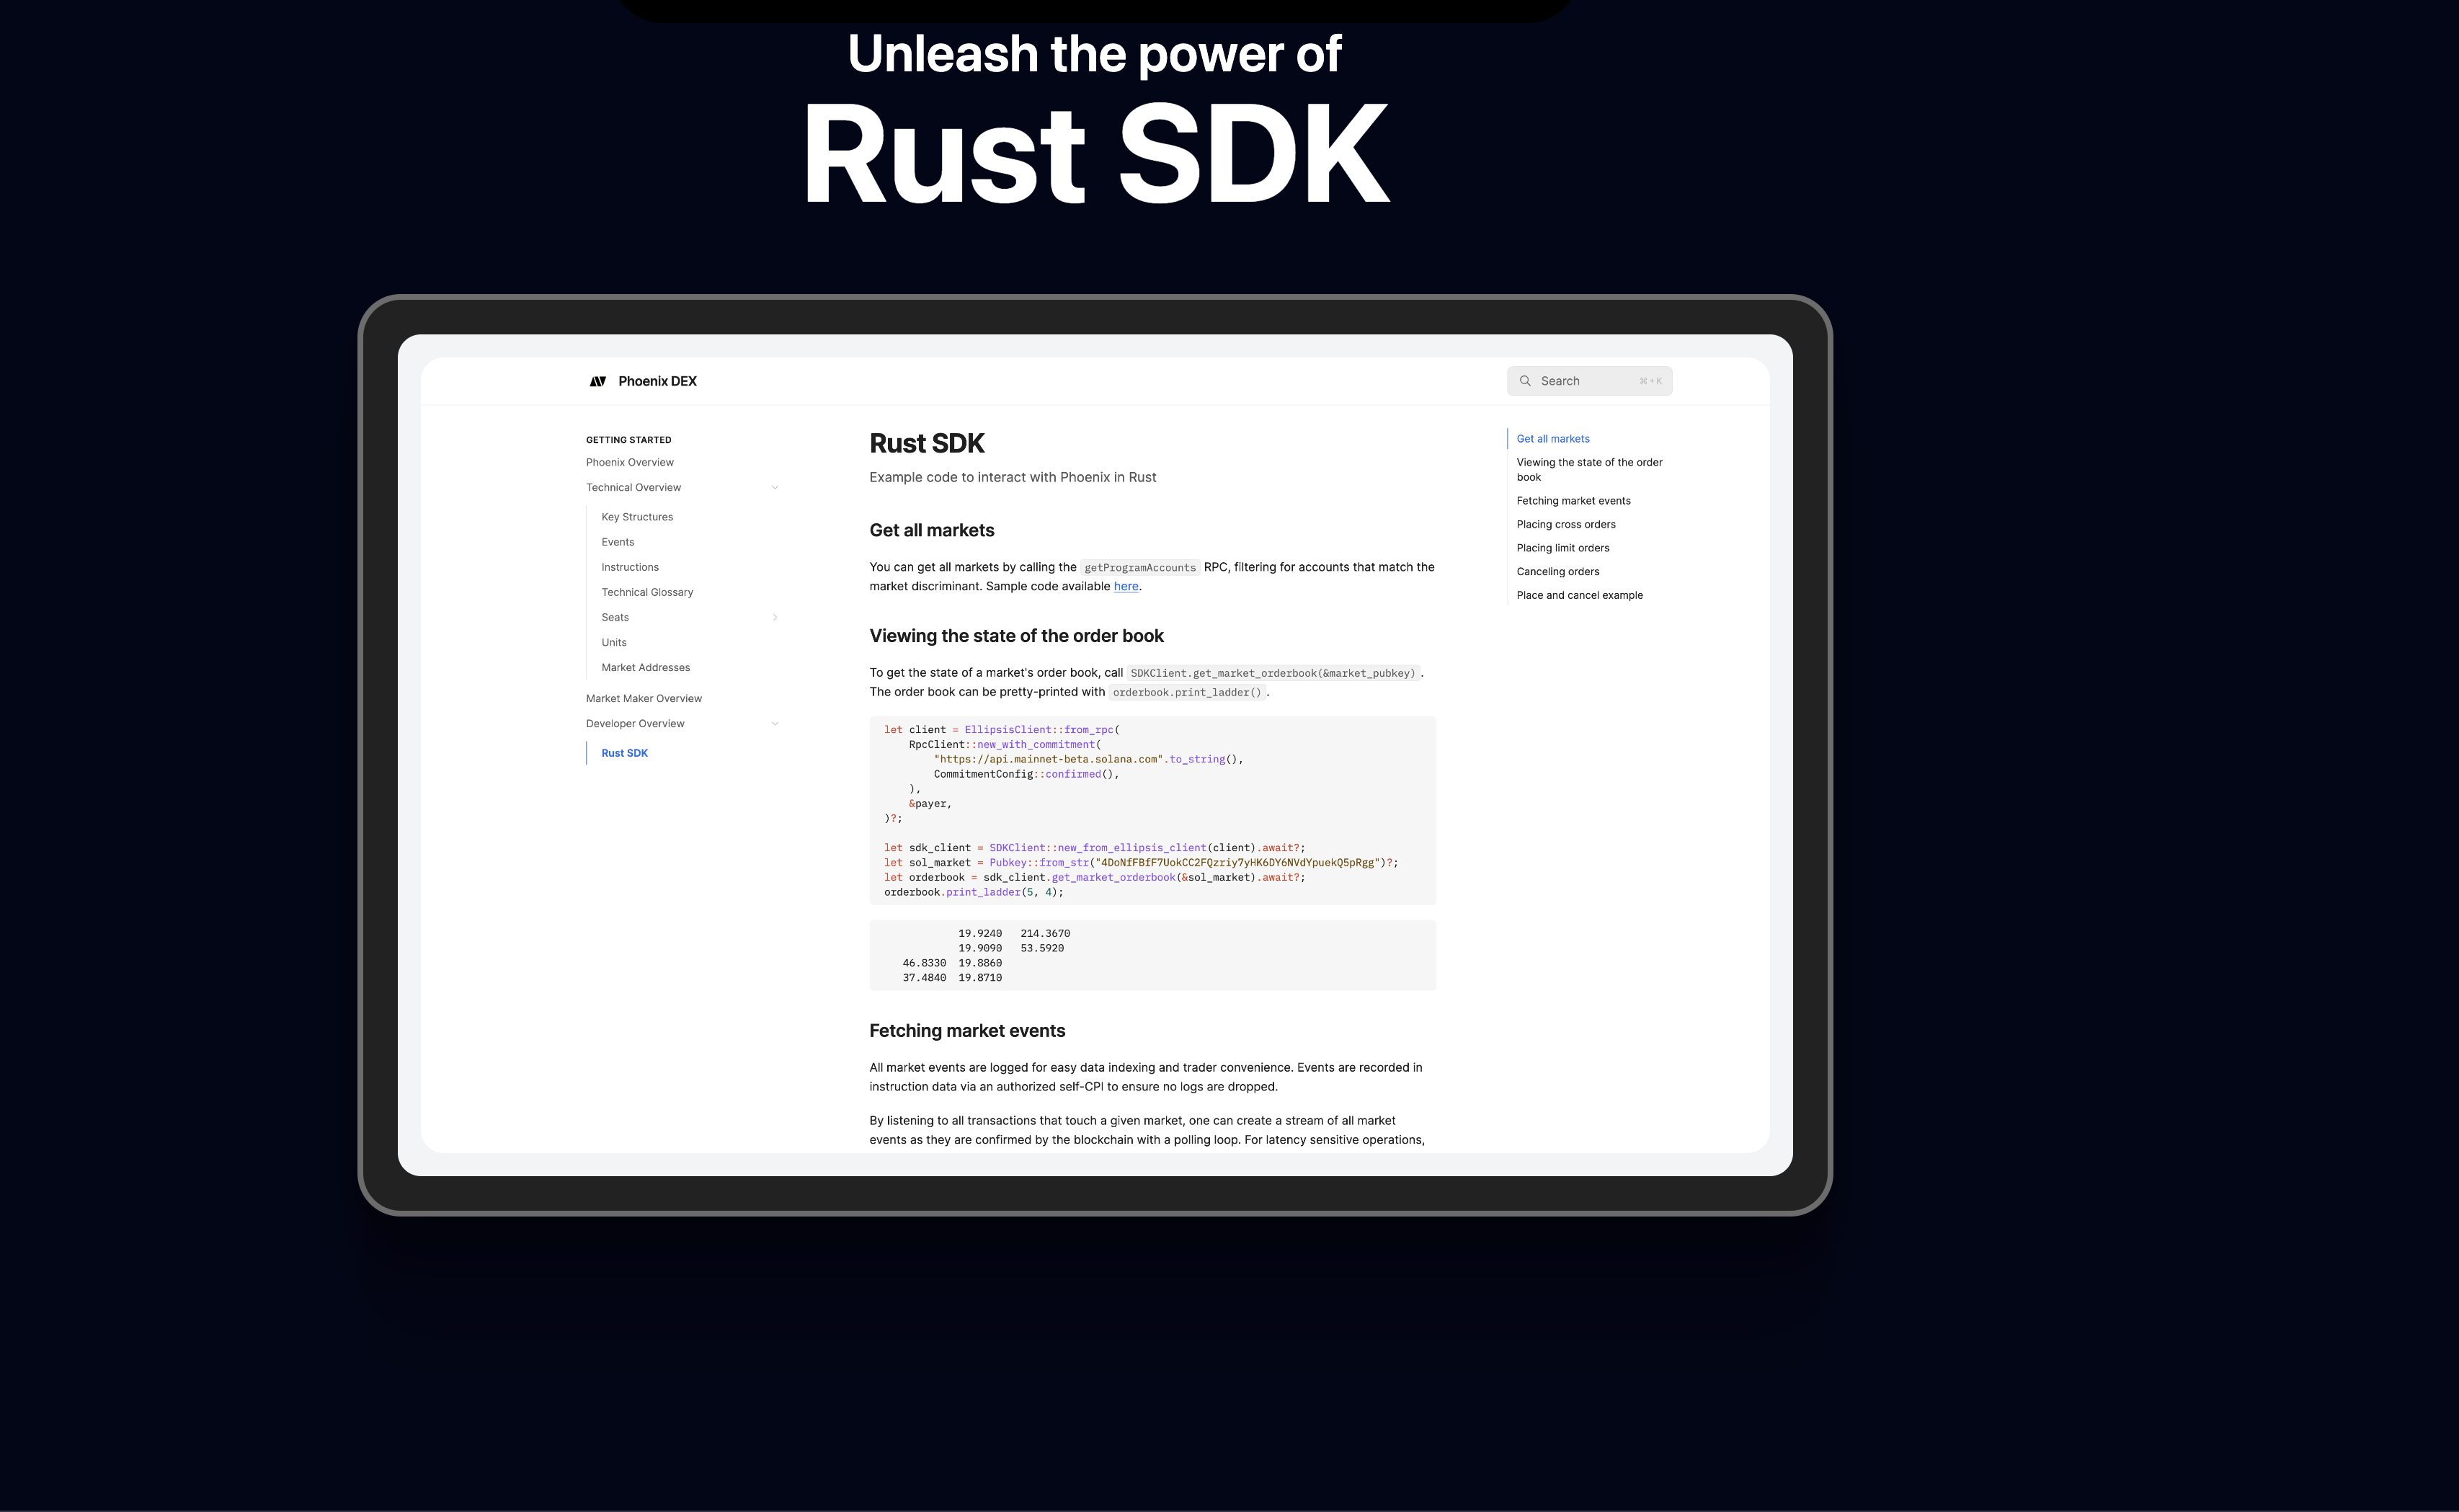 Unleash the power of
Rust SDK
Phoenix DEX
Search
⌘ + K
GETTING STARTED
Phoenix Overview
Technical Overview
Key Structures
Events
Instructions
Technical Glossary
Seats
Units
Market Addresses
Market Maker Overview
Developer Overview
Rust SDK
Rust SDK
Example code to interact with Phoenix in Rust
Get all markets
You can get all markets by calling the getProgramAccounts RPC, filtering for accounts that match the
market discriminant. Sample code available here.
Viewing the state of the order book
To get the state of a market's order book, call SDKClient.get_market_orderbook(&market_pubkey).
The order book can be pretty-printed with orderbook.print_ladder().
let client = EllipsisClient::from_rpc(
    RpcClient::new_with_commitment(
        "https://api.mainnet-beta.solana.com".to_string(),
        CommitmentConfig::confirmed(),
    ),
    &payer,
)?;
let sdk_client = SDKClient::new_from_ellipsis_client(client).await?;
let sol_market = Pubkey::from_str("4DoNfFBfF7UokCC2FQzriy7yHK6DY6NVdYpuekQ5pRgg")?;
let orderbook = sdk_client.get_market_orderbook(&sol_market).await?;
orderbook.print_ladder(5, 4);
19.9240 214.3670
19.9090 53.5920
46.8330 19.8860
37.4840 19.8710
Fetching market events
All market events are logged for easy data indexing and trader convenience. Events are recorded in
instruction data via an authorized self-CPI to ensure no logs are dropped.
By listening to all transactions that touch a given market, one can create a stream of all market
events as they are confirmed by the blockchain with a polling loop. For latency sensitive operations,
Get all markets
Viewing the state of the order
book
Fetching market events
Placing cross orders
Placing limit orders
Canceling orders
Place and cancel example